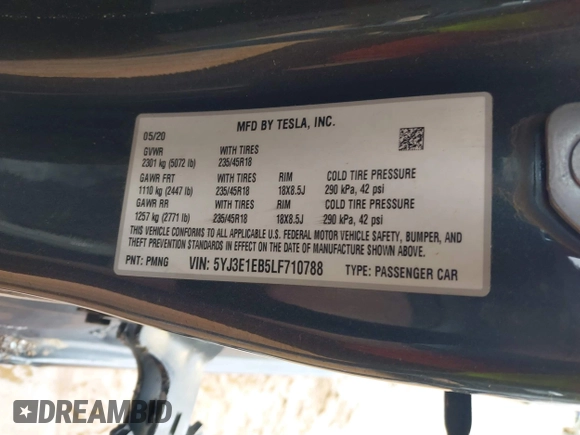 MFD BY TESLA, INC.
05/20
GVWR WITH TIRES
2301 kg (5072 lb) 235/45R18
GAWR FRT WITH TIRES RIM COLD TIRE PRESSURE
1110 kg (2447 lb) 235/45R18 18X8.5J 290 kPa, 42 psi
GAWR RR WITH TIRES RIM COLD TIRE PRESSURE
1257 kg (2771 lb) 235/45R18 18X8.5J 290 kPa, 42 psi
THIS VEHICLE CONFORMS TO ALL APPLICABLE U.S. FEDERAL MOTOR VEHICLE SAFETY, BUMPER, AND
THEFT PREVENTION STANDARDS IN EFFECT ON THE DATE OF MANUFACTURE SHOWN ABOVE.
PNT: PMNG VIN: 5YJ3E1EB5LF710788 TYPE: PASSENGER CAR
DREAMBID